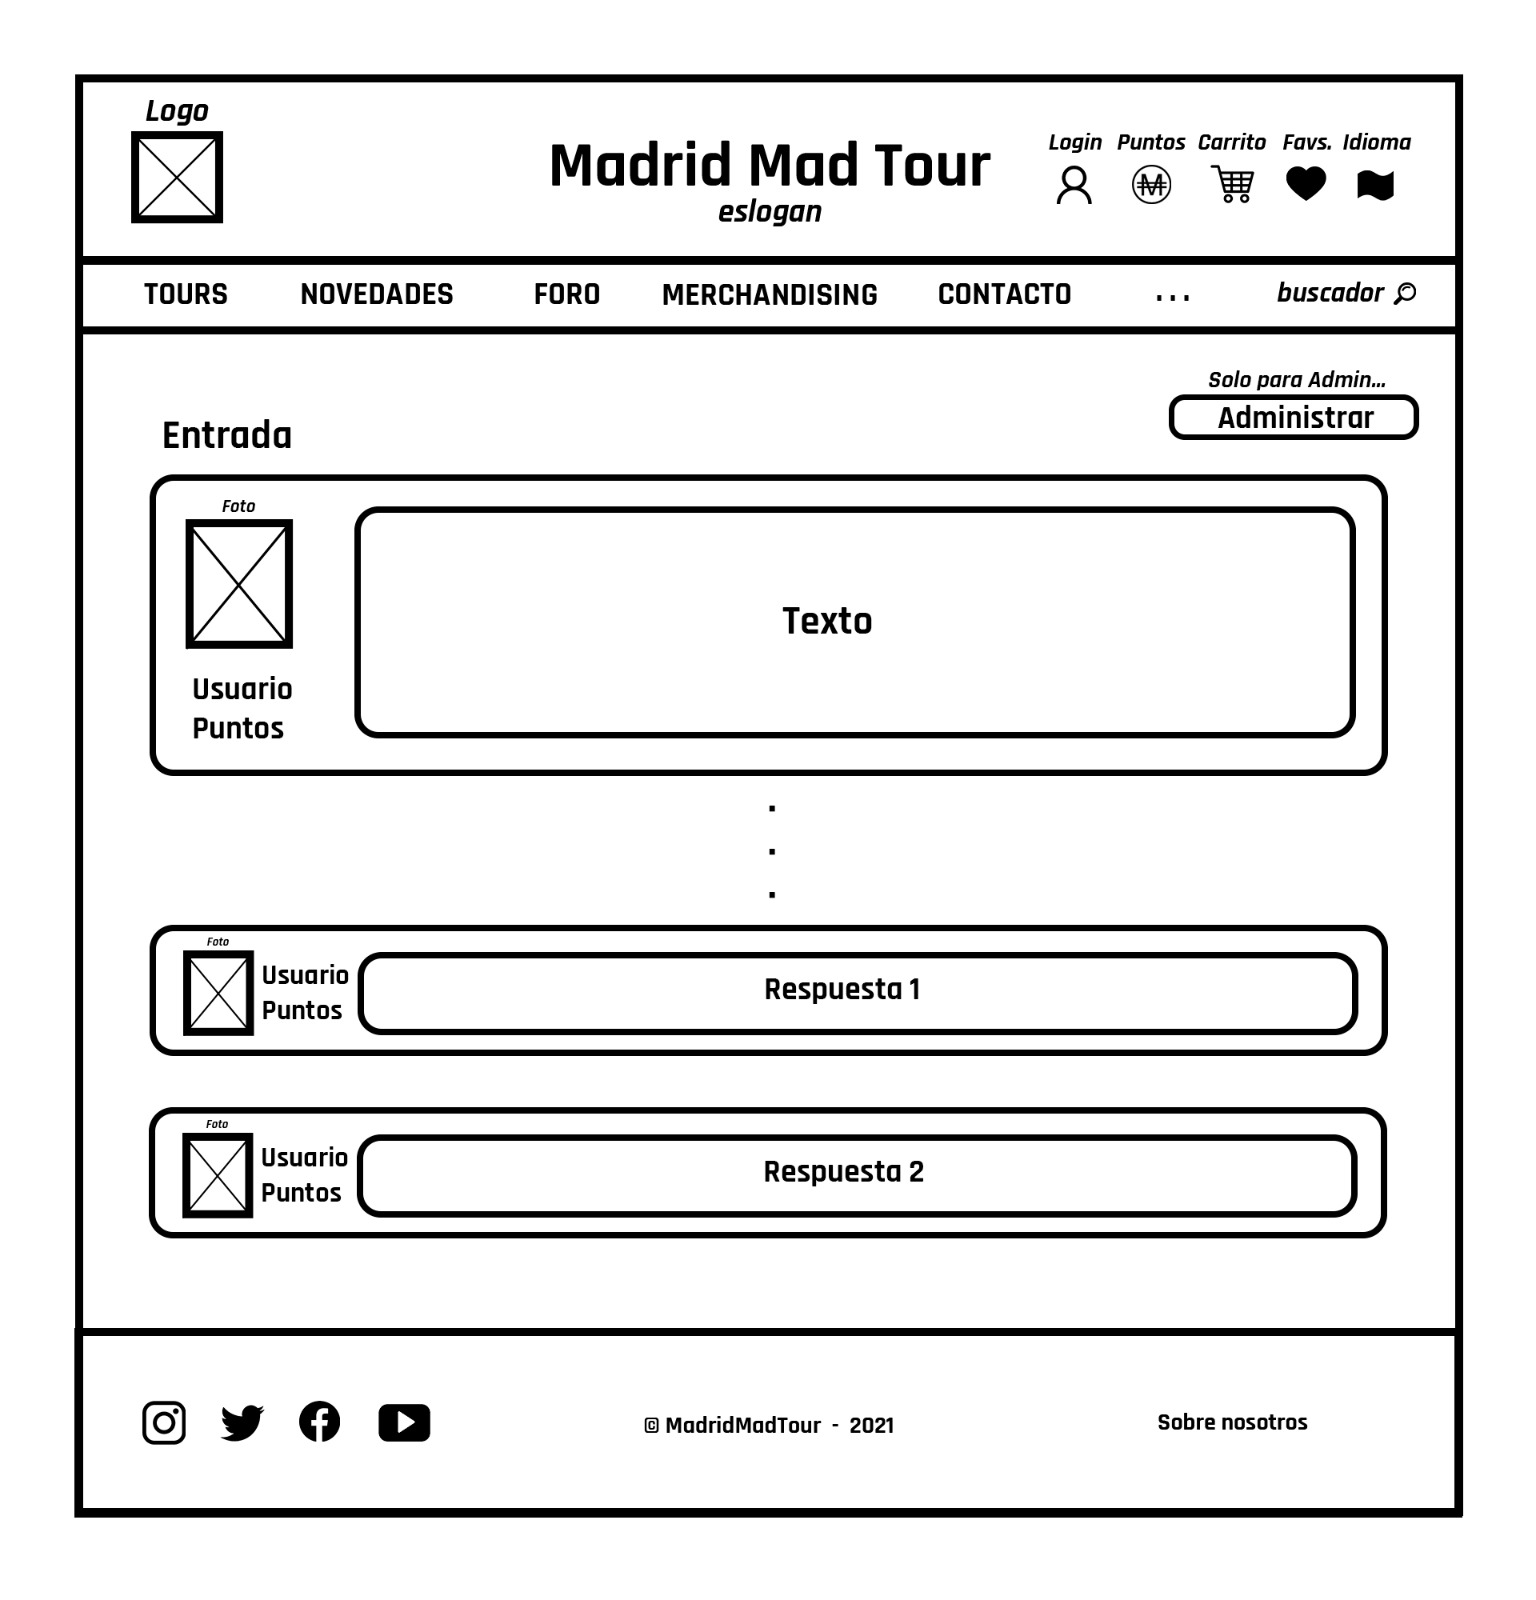 Logo
Madrid Mad Tour
eslogan
Login Puntos Carrito Favs. Idioma
TOURS NOVEDADES FORO MERCHANDISING CONTACTO ... buscador
Solo para Admin...
Administrar
Entrada
Foto
Usuario
Puntos
Texto
.
.
.
Foto
Usuario
Puntos
Respuesta 1
Foto
Usuario
Puntos
Respuesta 2
© MadridMadTour - 2021
Sobre nosotros